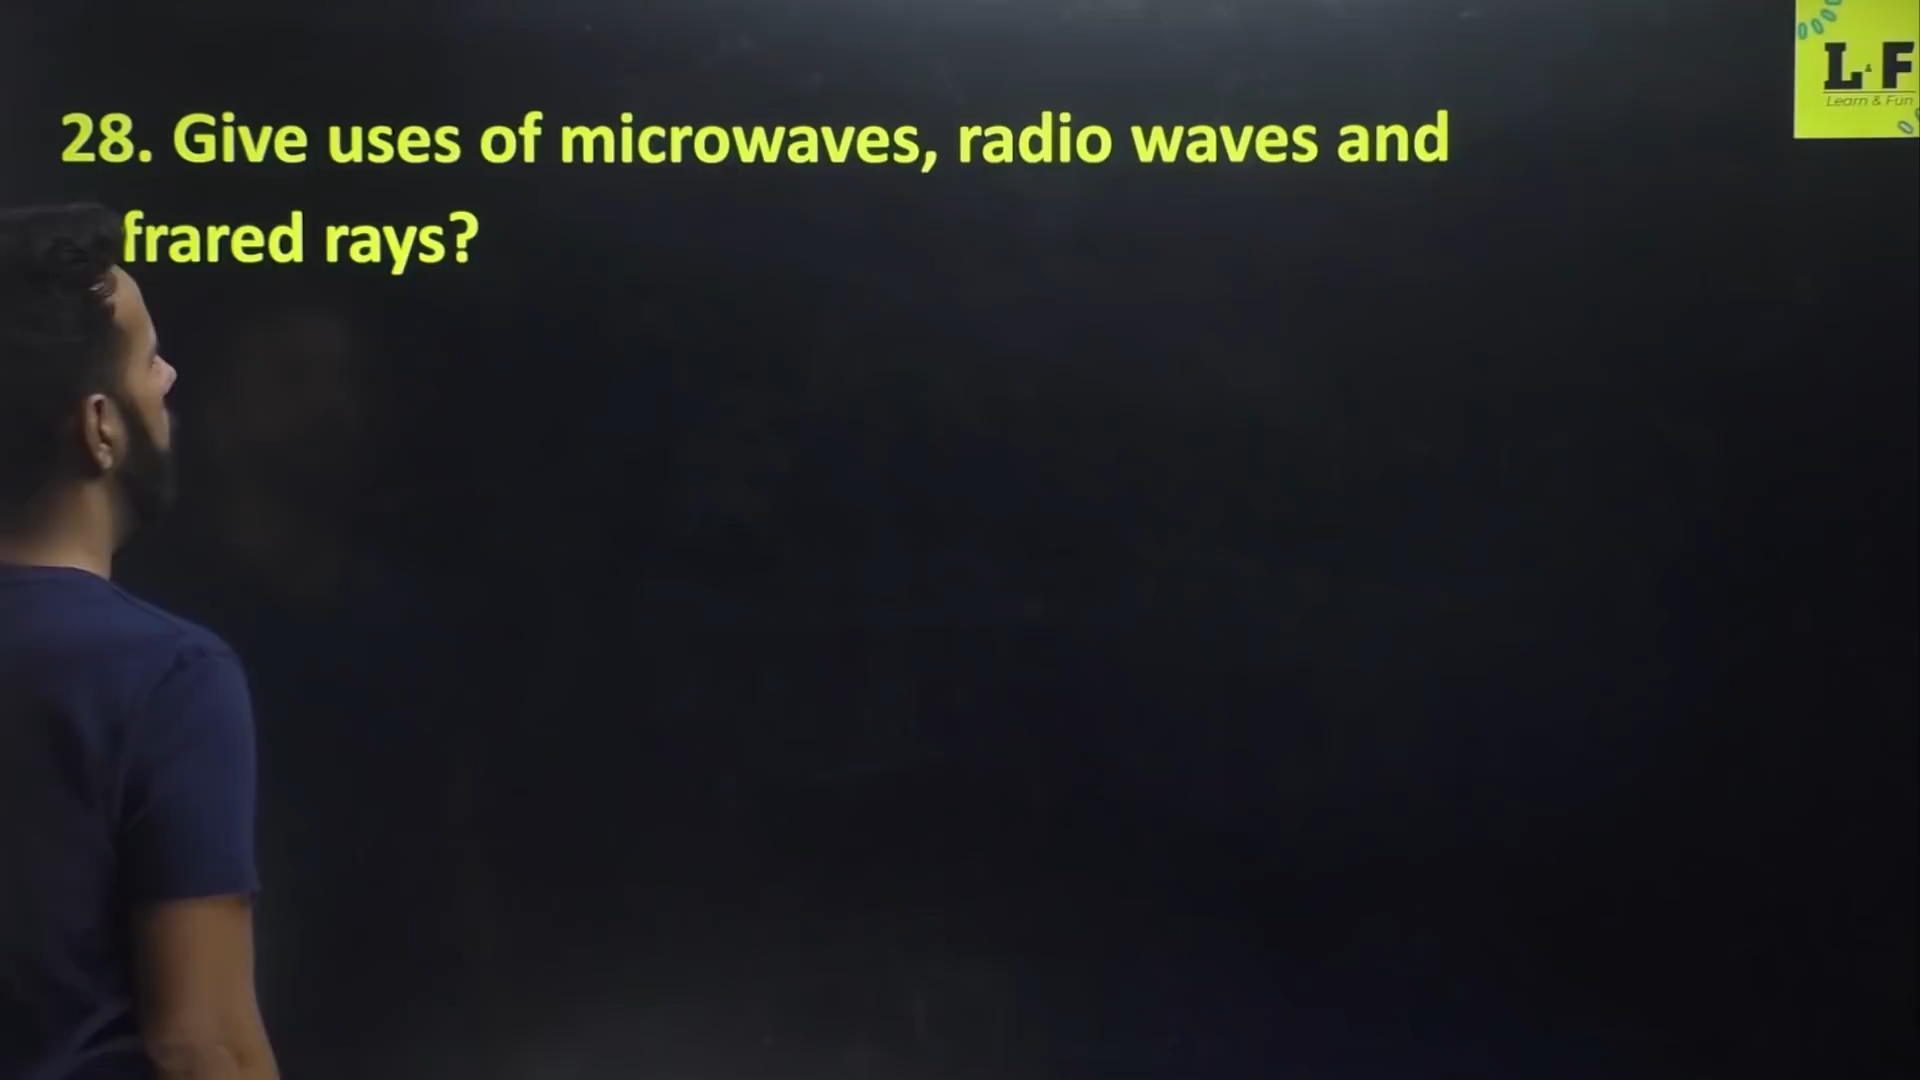 28. Give uses of microwaves, radio waves and
frared rays?
L&F
Learn & Fun